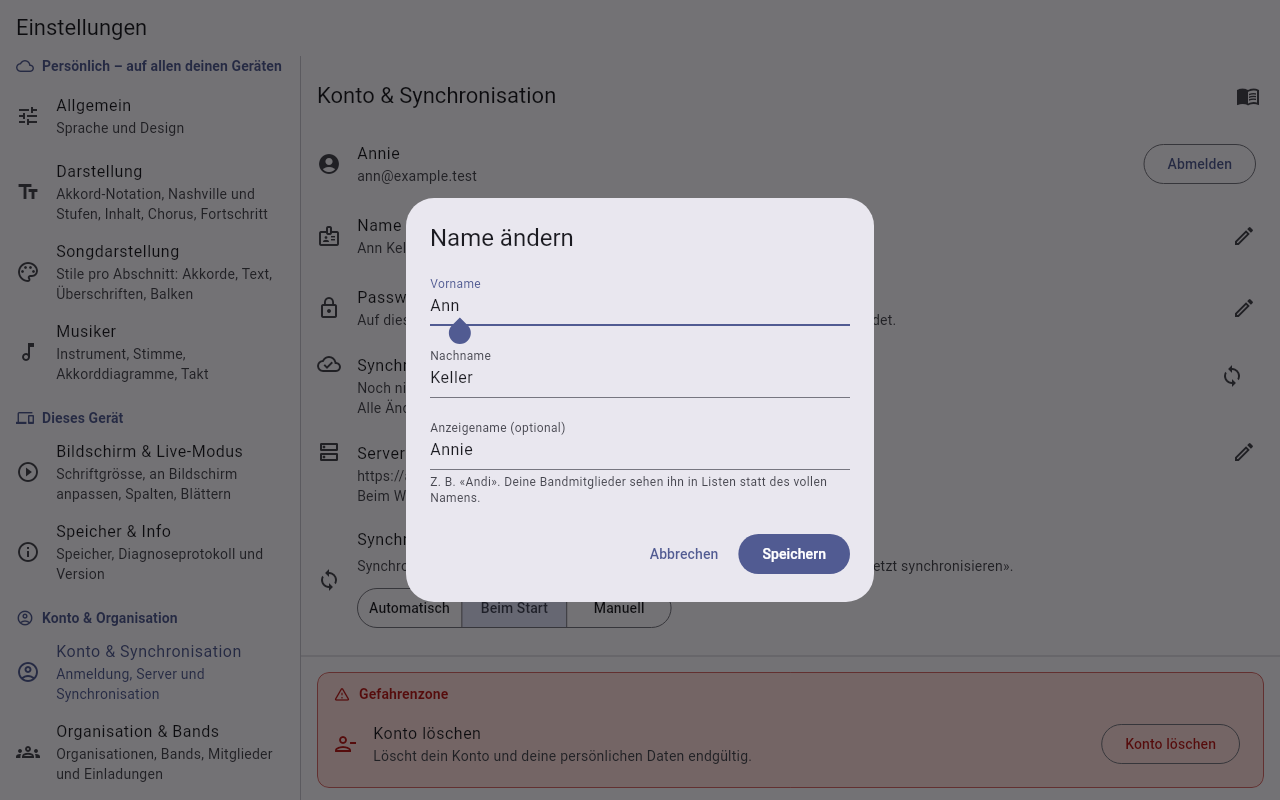 Einstellungen
Persönlich – auf allen deinen Geräten
Allgemein
Sprache und Design
Darstellung
Akkord-Notation, Nashville und
Stufen, Inhalt, Chorus, Fortschritt
Songdarstellung
Stile pro Abschnitt: Akkorde, Text,
Überschriften, Balken
Musiker
Instrument, Stimme,
Akkorddiagramme, Takt
Dieses Gerät
Bildschirm & Live-Modus
Schriftgrösse, an Bildschirm
anpassen, Spalten, Blättern
Speicher & Info
Speicher, Diagnoseprotokoll und
Version
Konto & Organisation
Konto & Synchronisation
Anmeldung, Server und
Synchronisation
Organisation & Bands
Organisationen, Bands, Mitglieder
und Einladungen
Konto & Synchronisation
Annie
ann@example.test
Abmelden
Name
Ann Kel
Passw
Auf dies
det.
Synchr
Noch ni
Alle Änd
Server
https://
Beim W
Synchr
Synchro
etzt synchronisieren».
Automatisch
Beim Start
Manuell
Gefahrenzone
Konto löschen
Löscht dein Konto und deine persönlichen Daten endgültig.
Konto löschen
Name ändern
Vorname
Ann
Nachname
Keller
Anzeigename (optional)
Annie
Z. B. «Andi». Deine Bandmitglieder sehen ihn in Listen statt des vollen
Namens.
Abbrechen
Speichern